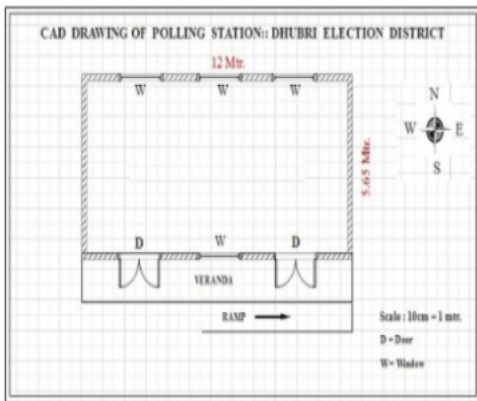 CAD DRAWING OF POLLING STATION:: DHUBRI ELECTION DISTRICT
12 Mtr.
W W W
N
W E
S
5.65 Mtr.
D W D
VERANDA
RAMP
Scale : 10cm = 1 mtr.
D = Door
W= Window